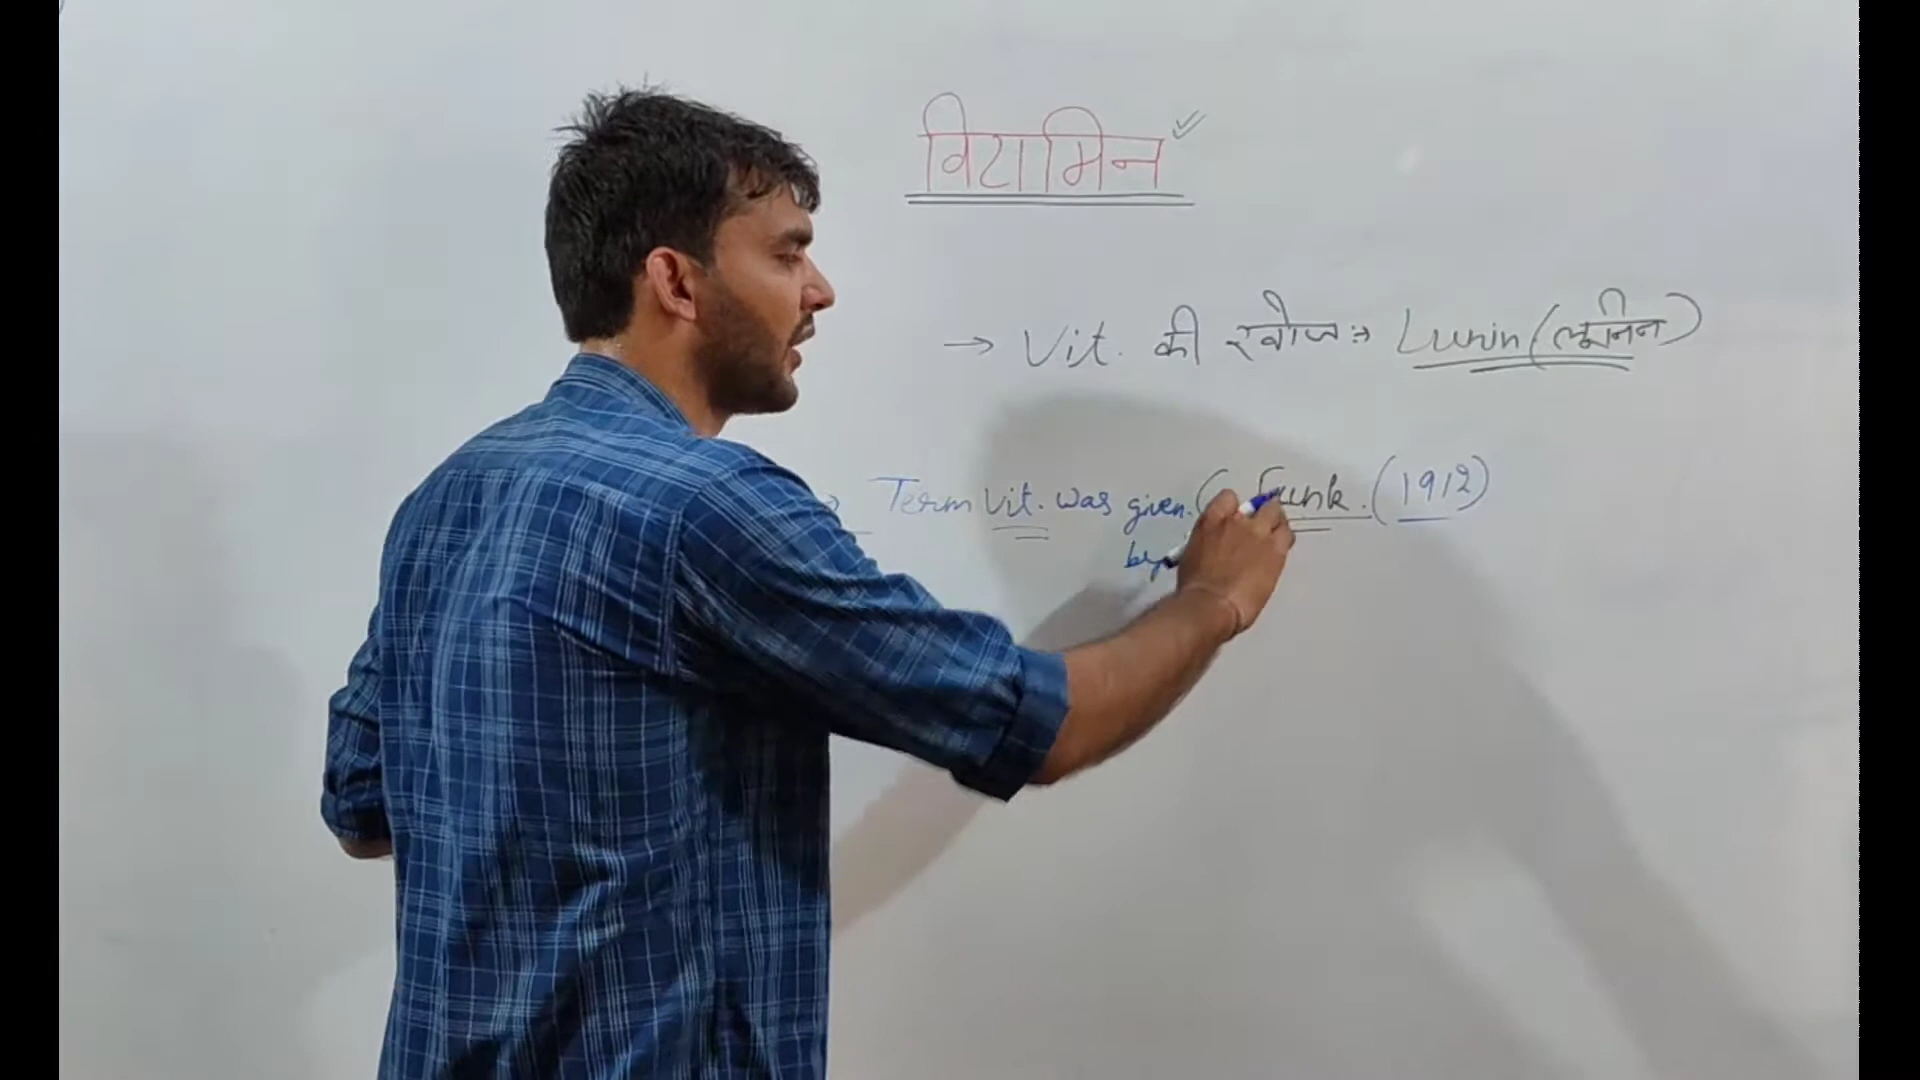 विटामिन
→ Vit. की खोज :→ Lunin (लूनिन)
→ Term Vit. was given. ( Funk. (1912)
by